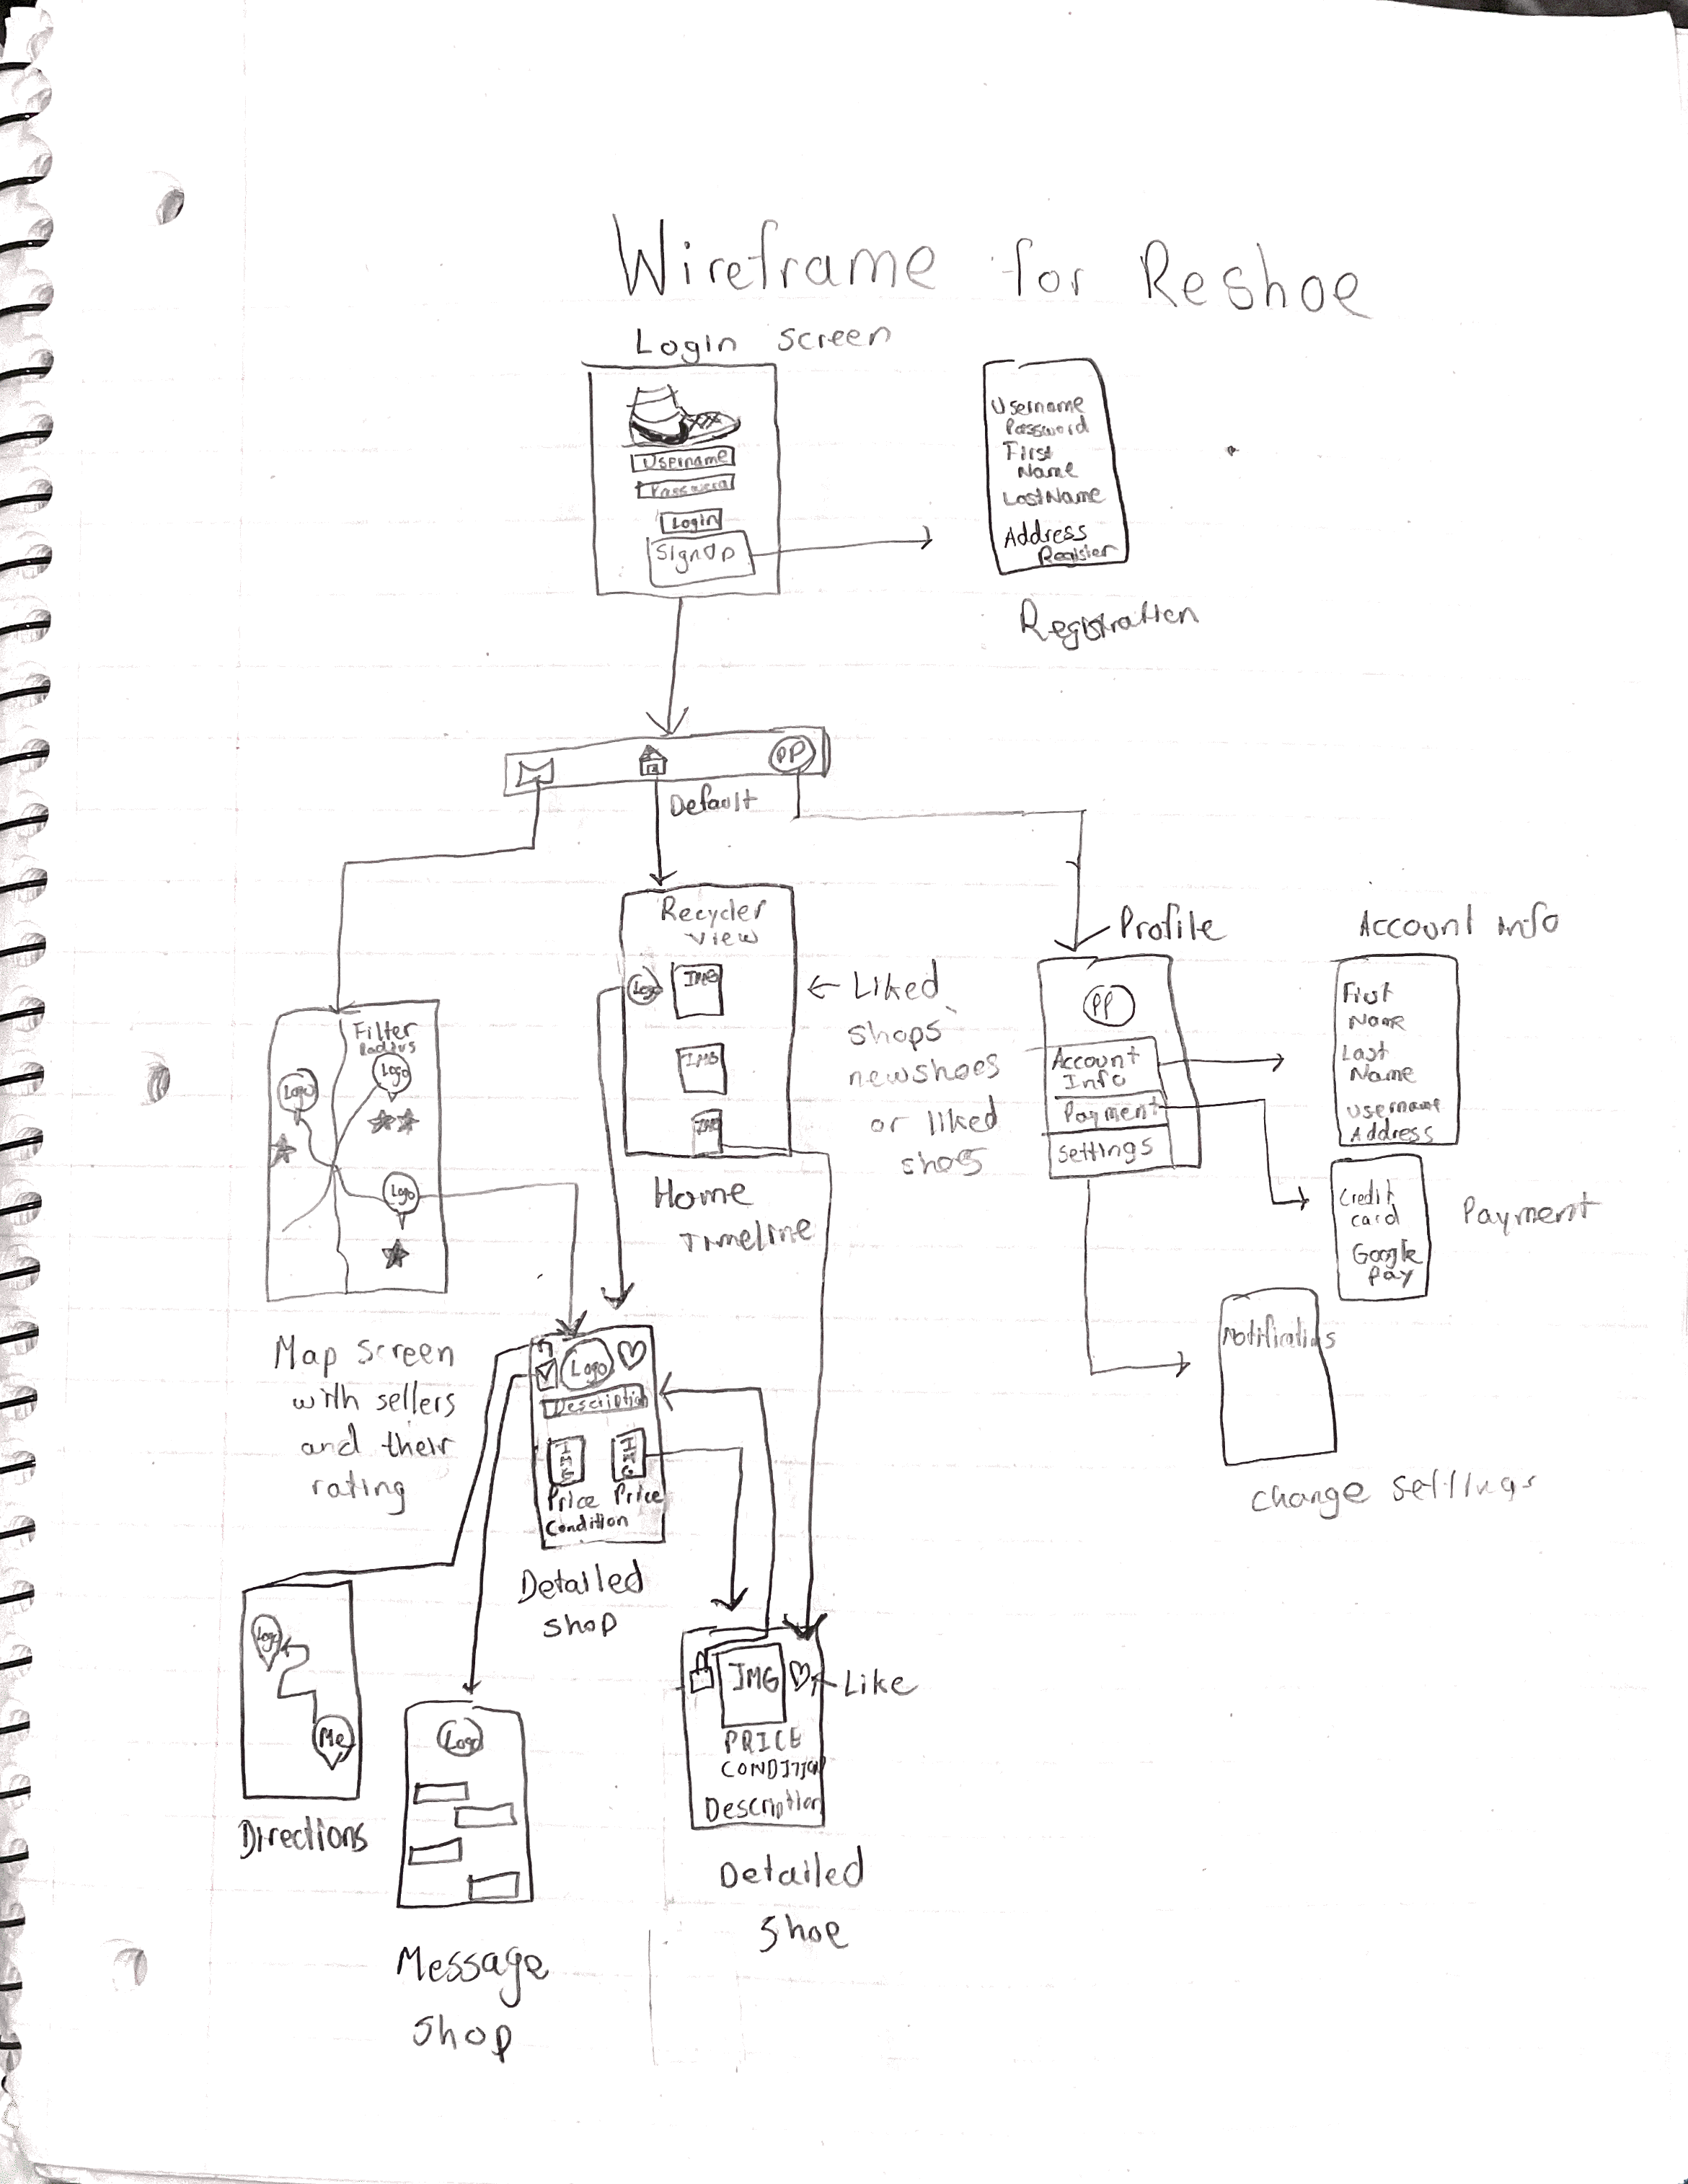 Wireframe for Reshoe
Login Screen
Username
Password
Login
SignUp
Username
Password
First
Name
LastName
Address
Register
Registration
PP
Default
Filter
Radius
Logo
Logo
Logo
Map Screen
with sellers
and their
rating
Recycler
View
Logo
IMG
IMG
IMG
Home
Timeline
Liked
shops
newshoes
or liked
shoes
Profile
PP
Account
Info
Payment
Settings
Account info
First
Name
Last
Name
Username
Address
Credit
card
Google
Pay
Payment
Notifications
Change Settings
Logo
Description
IMG
IMG
Price Price
Condition
Detailed
shop
Logo
Me
Directions
Logo
Message
Shop
IMG
Like
PRICE
CONDITION
Description
Detailed
Shoe